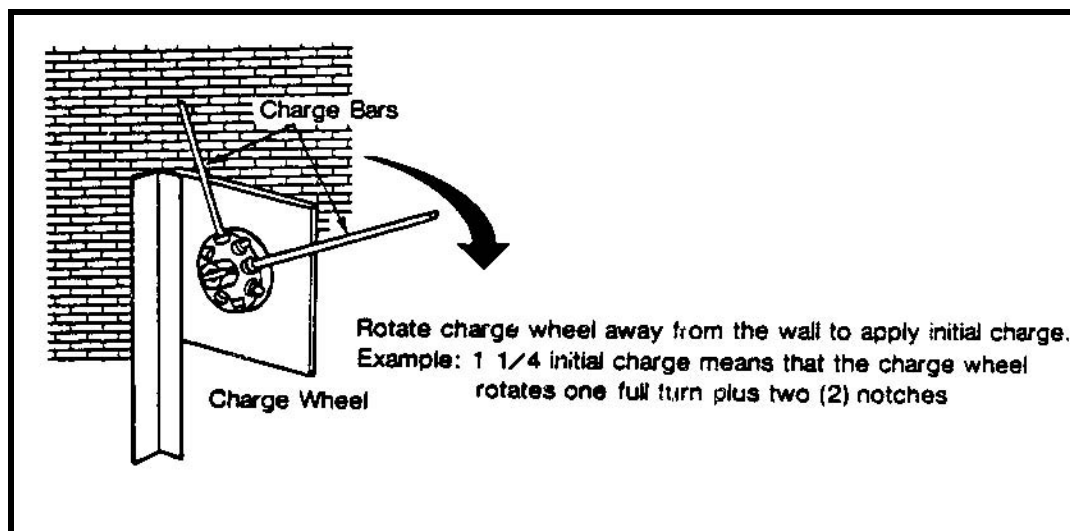 Charge Bars
Rotate charge wheel away from the wall to apply initial charge.
Example: 1 1/4 initial charge means that the charge wheel
rotates one full turn plus two (2) notches
Charge Wheel